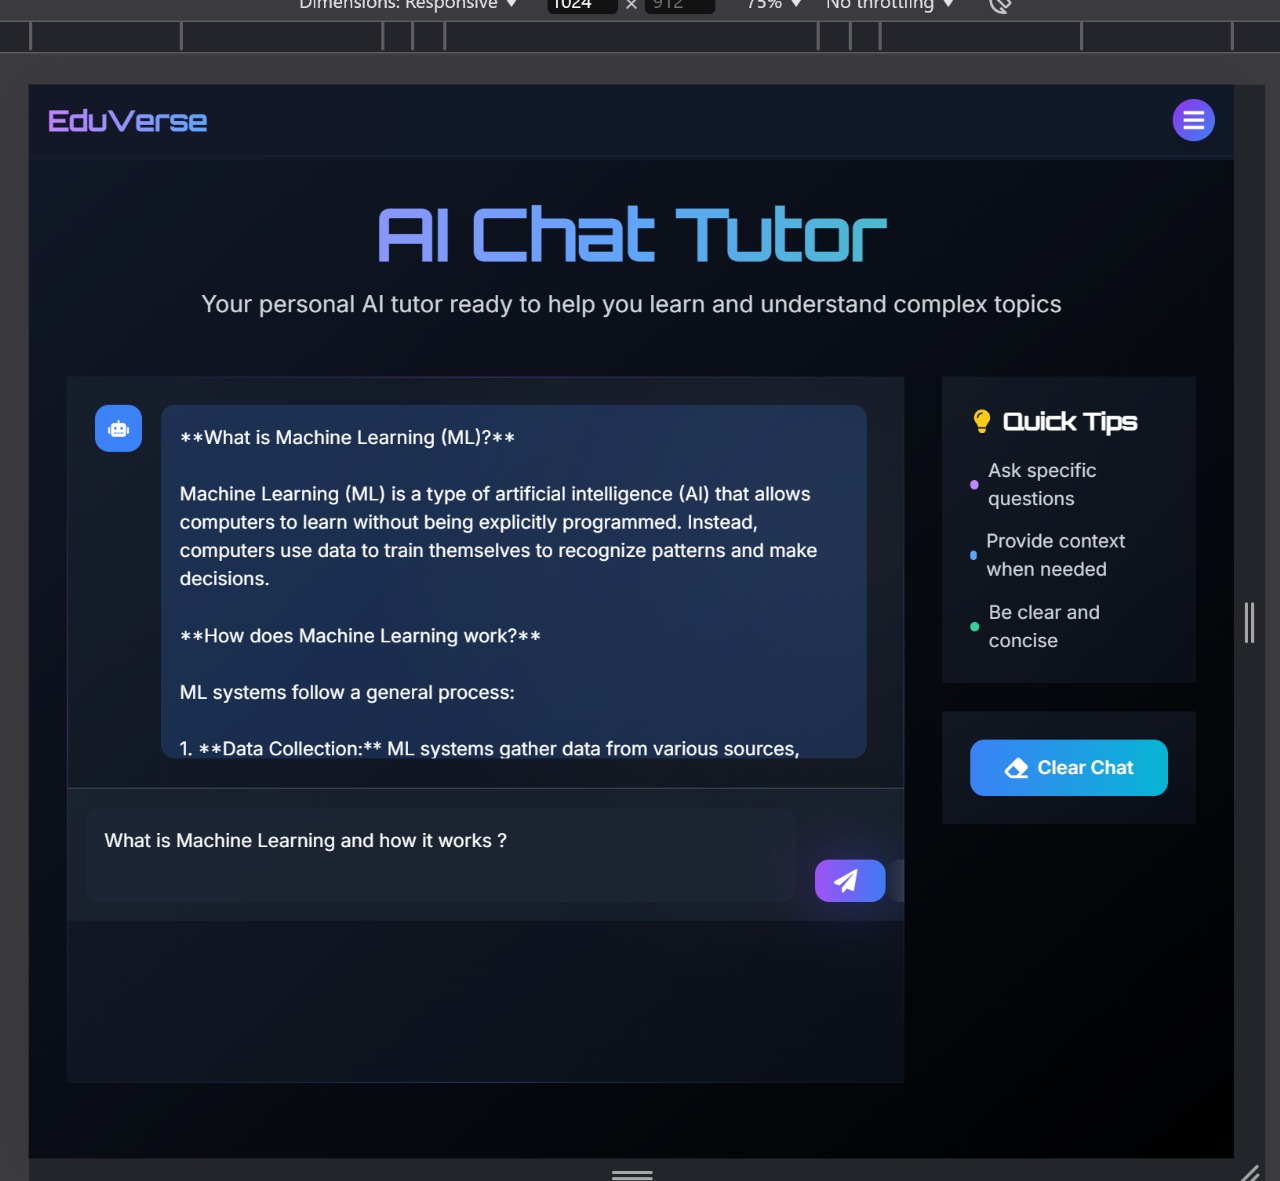 Dimensions: Responsive ▼ 1024 × 912 75% ▼ No throttling ▼
EduVerse
AI Chat Tutor
Your personal AI tutor ready to help you learn and understand complex topics
**What is Machine Learning (ML)?**
Machine Learning (ML) is a type of artificial intelligence (AI) that allows
computers to learn without being explicitly programmed. Instead,
computers use data to train themselves to recognize patterns and make
decisions.
**How does Machine Learning work?**
ML systems follow a general process:
1. **Data Collection:** ML systems gather data from various sources,
What is Machine Learning and how it works ?
Quick Tips
Ask specific
questions
Provide context
when needed
Be clear and
concise
Clear Chat